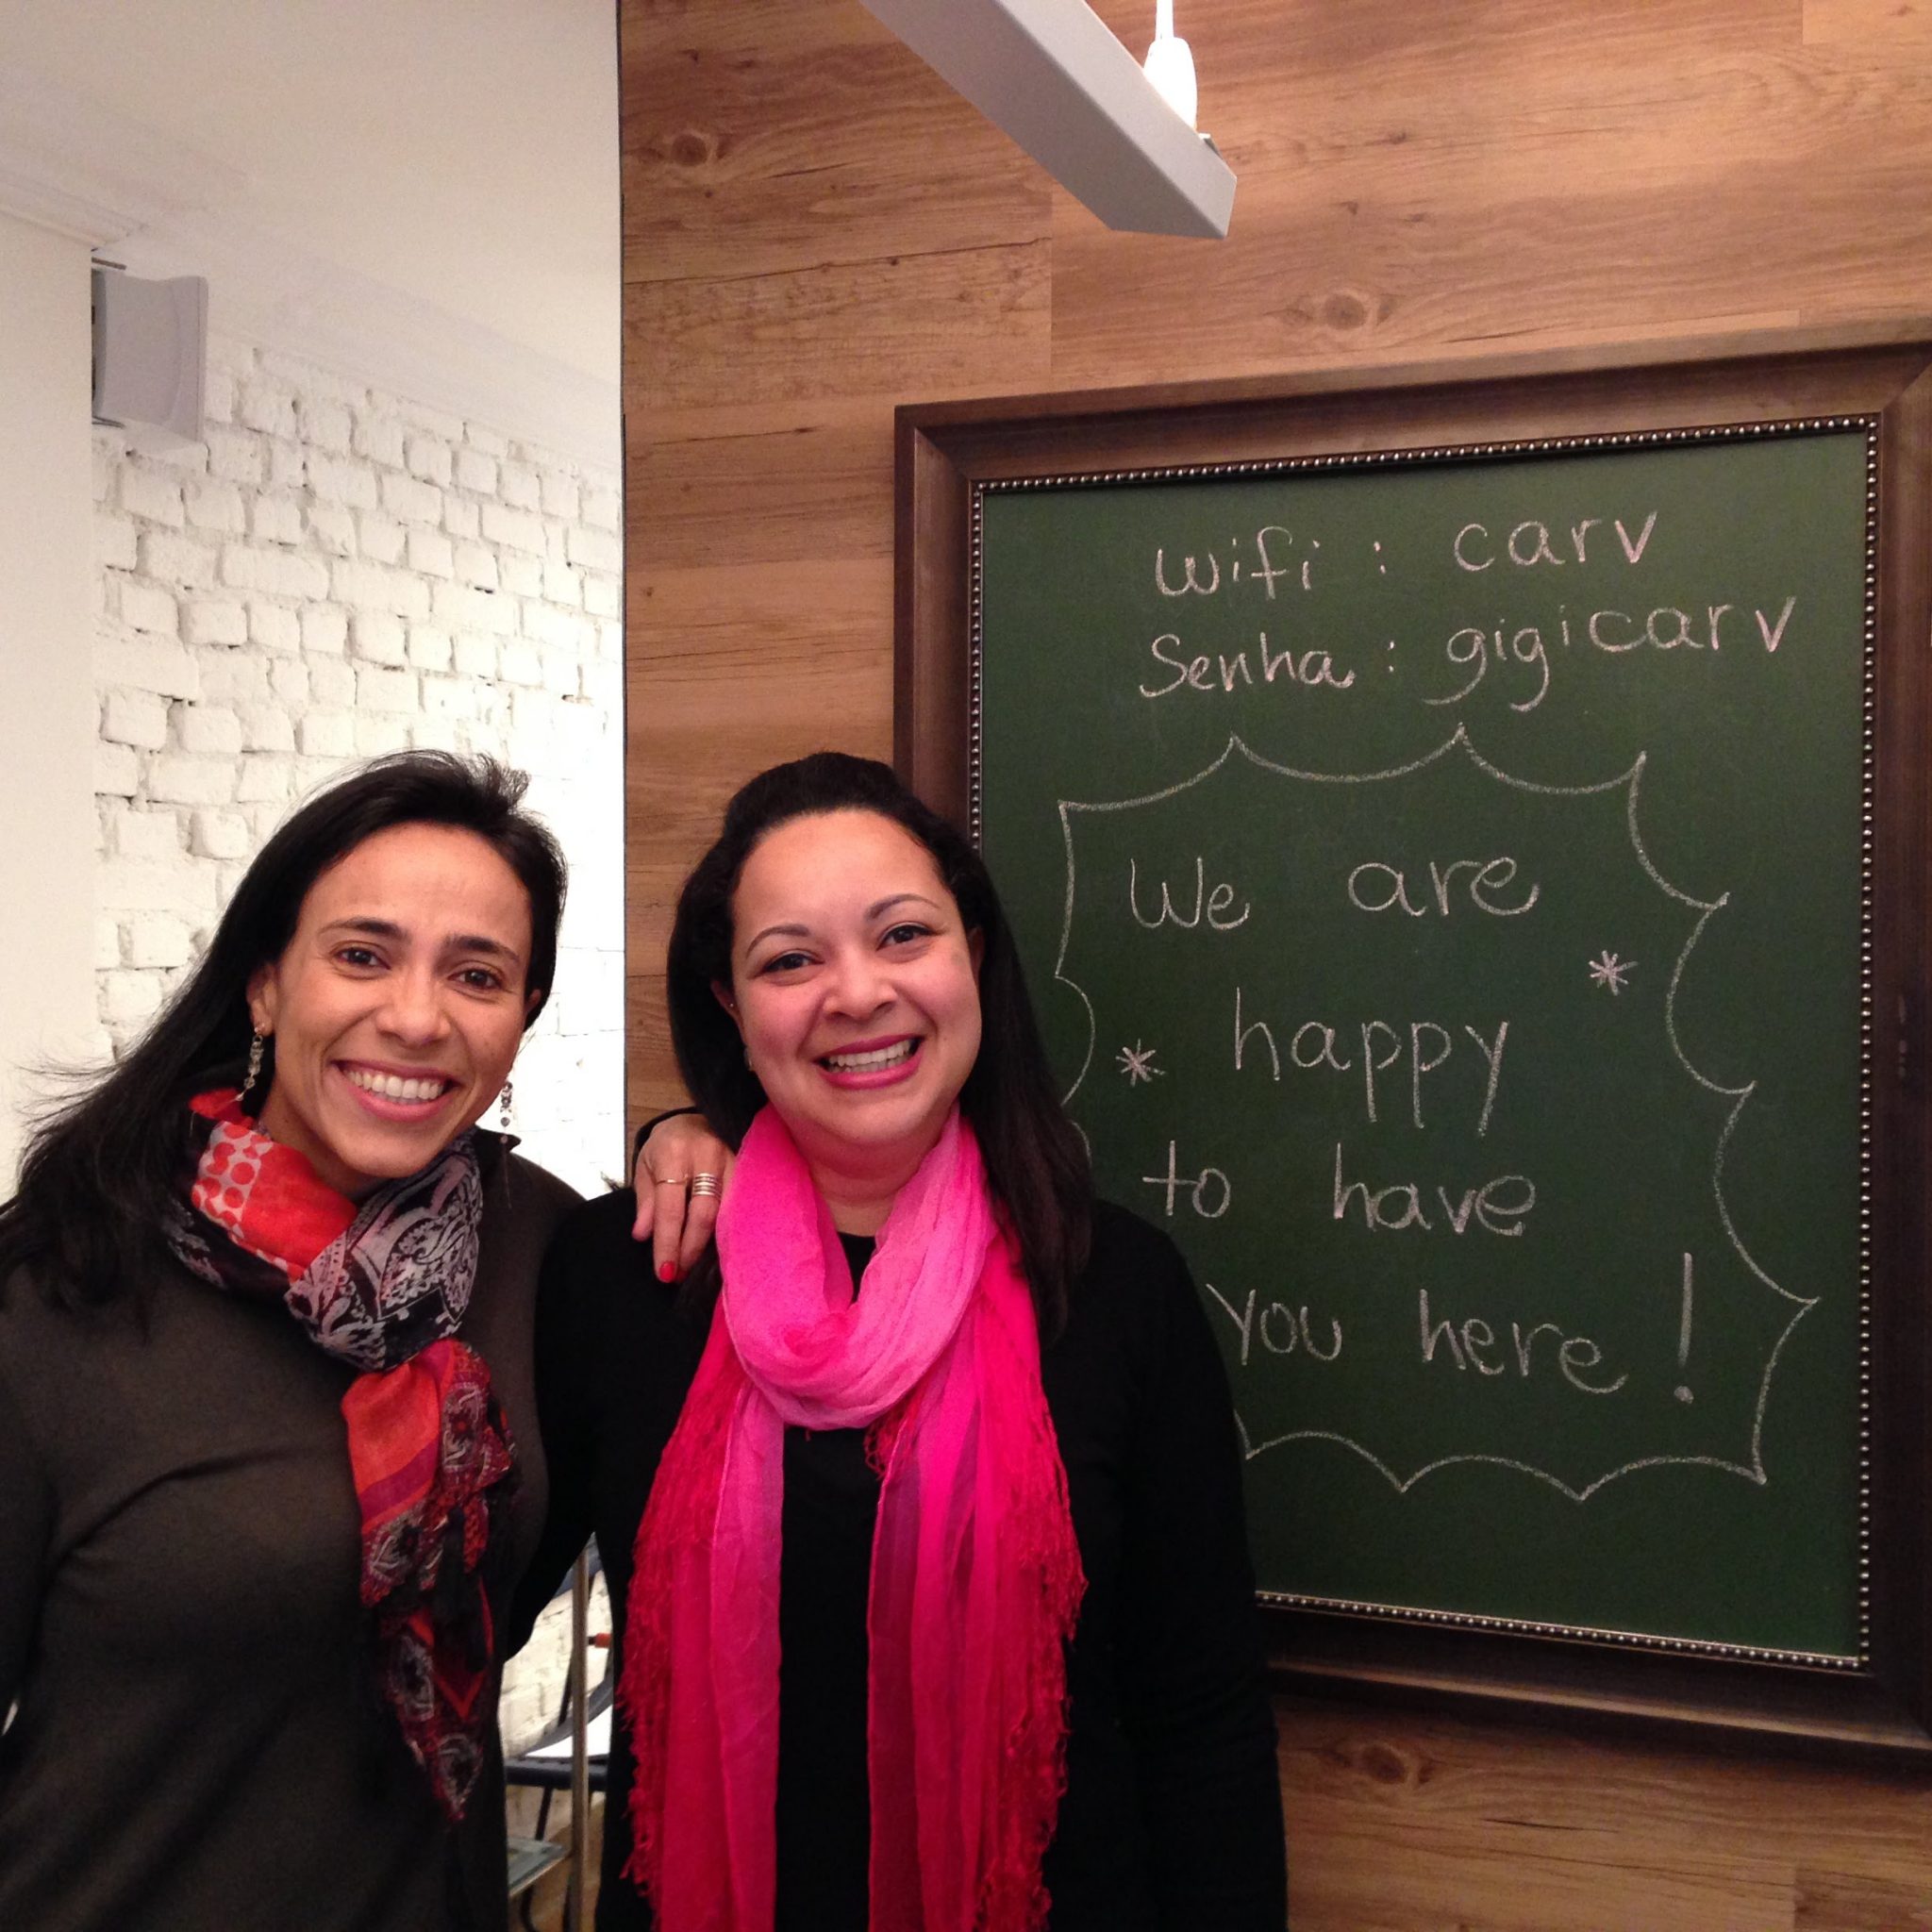 wifi : carv
Senha : gigicarv
We are
happy
to have
you here !